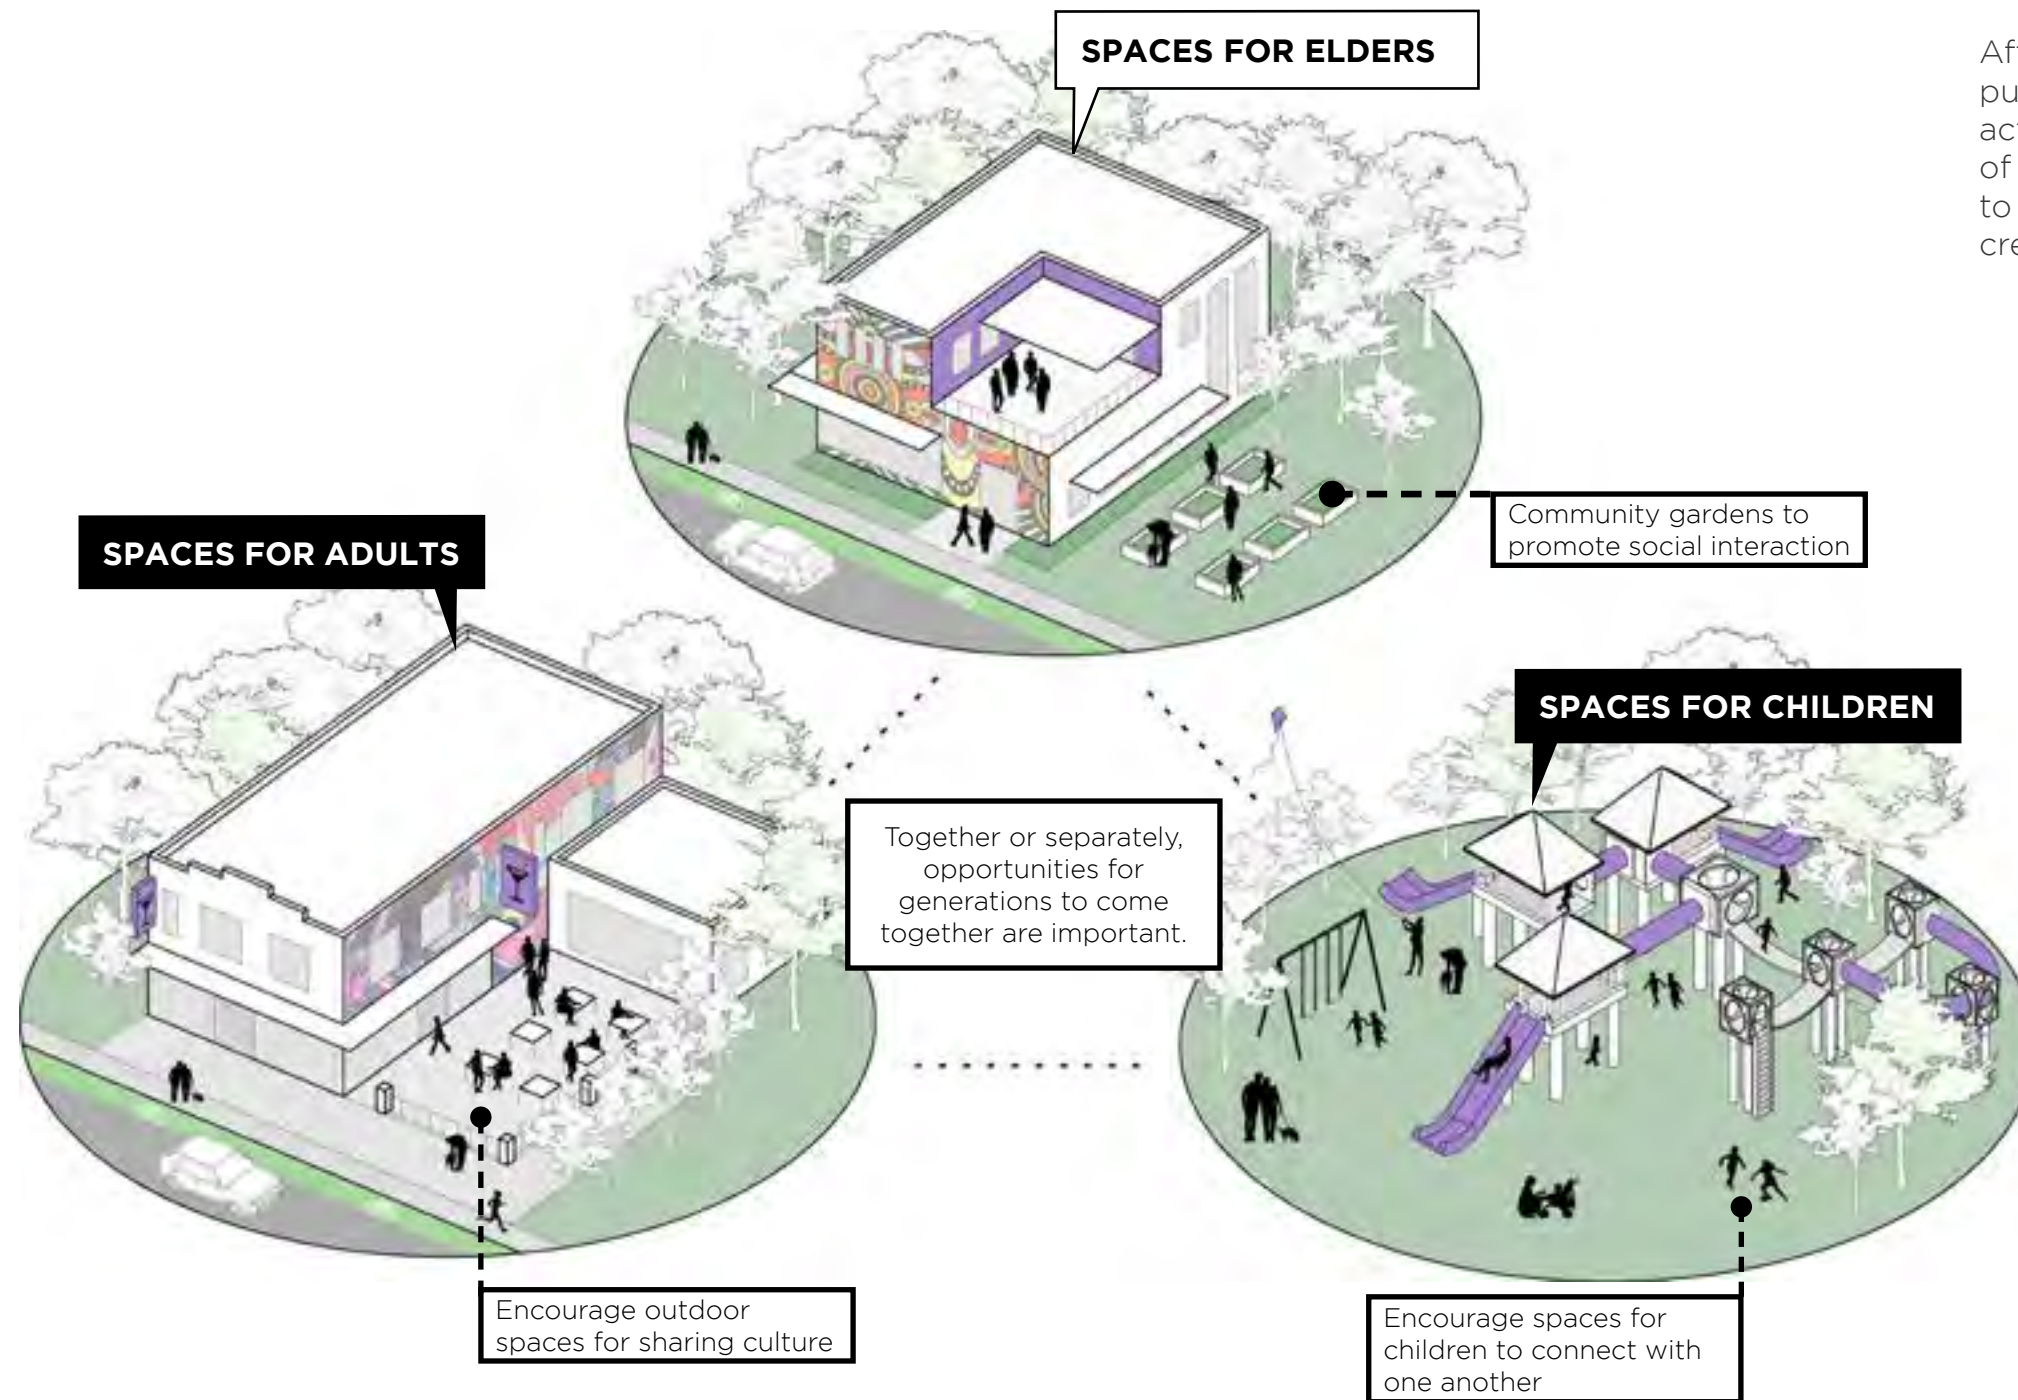 SPACES FOR ELDERS
Community gardens to
promote social interaction
SPACES FOR ADULTS
SPACES FOR CHILDREN
Together or separately,
opportunities for
generations to come
together are important.
Encourage outdoor
spaces for sharing culture
Encourage spaces for
children to connect with
one another
of
to